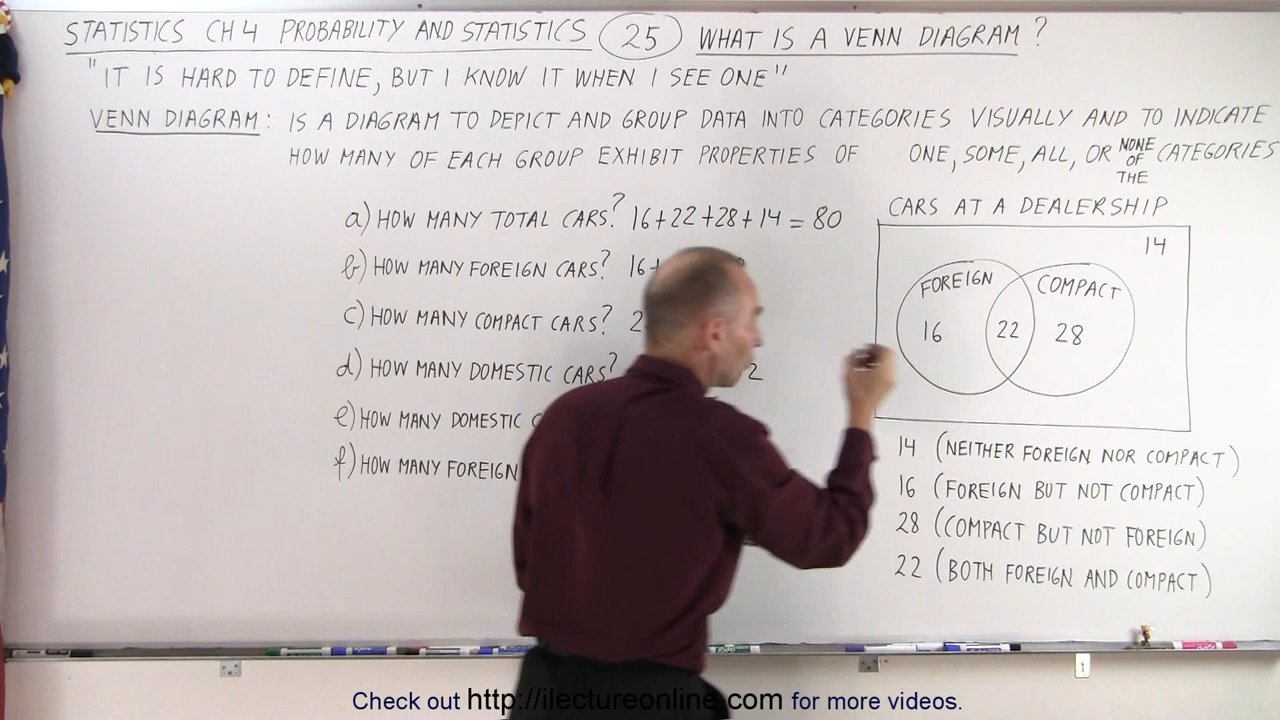 STATISTICS CH 4 PROBABILITY AND STATISTICS 25 WHAT IS A VENN DIAGRAM ?
"IT IS HARD TO DEFINE, BUT I KNOW IT WHEN I SEE ONE"
VENN DIAGRAM: IS A DIAGRAM TO DEPICT AND GROUP DATA INTO CATEGORIES VISUALLY AND TO INDICATE
HOW MANY OF EACH GROUP EXHIBIT PROPERTIES OF ONE, SOME, ALL, OR NONE OF THE CATEGORIES
a) HOW MANY TOTAL CARS? 16+22+28+14 = 80
b) HOW MANY FOREIGN CARS? 16+
c) HOW MANY COMPACT CARS? 2
d) HOW MANY DOMESTIC CARS? 2
e) HOW MANY DOMESTIC
f) HOW MANY FOREIGN
CARS AT A DEALERSHIP
14
FOREIGN COMPACT
16 22 28
14 (NEITHER FOREIGN NOR COMPACT)
16 (FOREIGN BUT NOT COMPACT)
28 (COMPACT BUT NOT FOREIGN)
22 (BOTH FOREIGN AND COMPACT)
Check out http://ilectureonline.com for more videos.